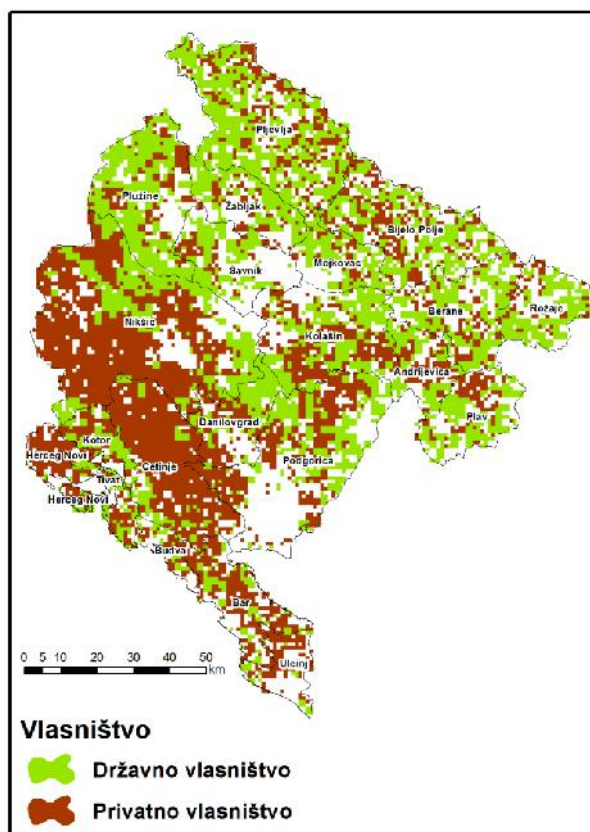 Pljevlja
Plužine
Žabljak
Bijelo Polje
Šavnik
Mojkovac
Berane
Rožaje
Nikšić
Kolašin
Andrijevica
Plav
Danilovgrad
Kotor
Herceg Novi
Cetinje
Podgorica
Tivat
Herceg Novi
Budva
Bar
Ulcinj
0 5 10 20 30 40 50
km
Vlasništvo
Državno vlasništvo
Privatno vlasništvo